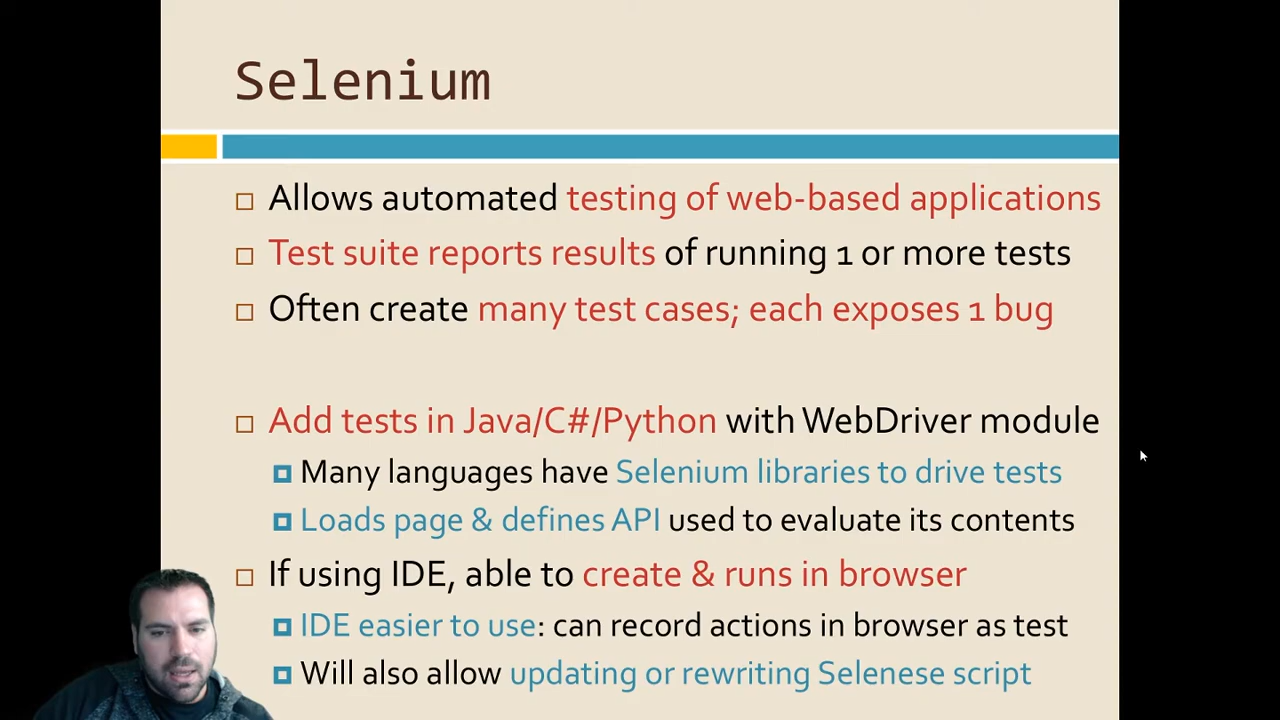 Selenium
Allows automated testing of web-based applications
Test suite reports results of running 1 or more tests
Often create many test cases; each exposes 1 bug
Add tests in Java/C#/Python with WebDriver module
Many languages have Selenium libraries to drive tests
Loads page & defines API used to evaluate its contents
If using IDE, able to create & runs in browser
IDE easier to use: can record actions in browser as test
Will also allow updating or rewriting Selenese script